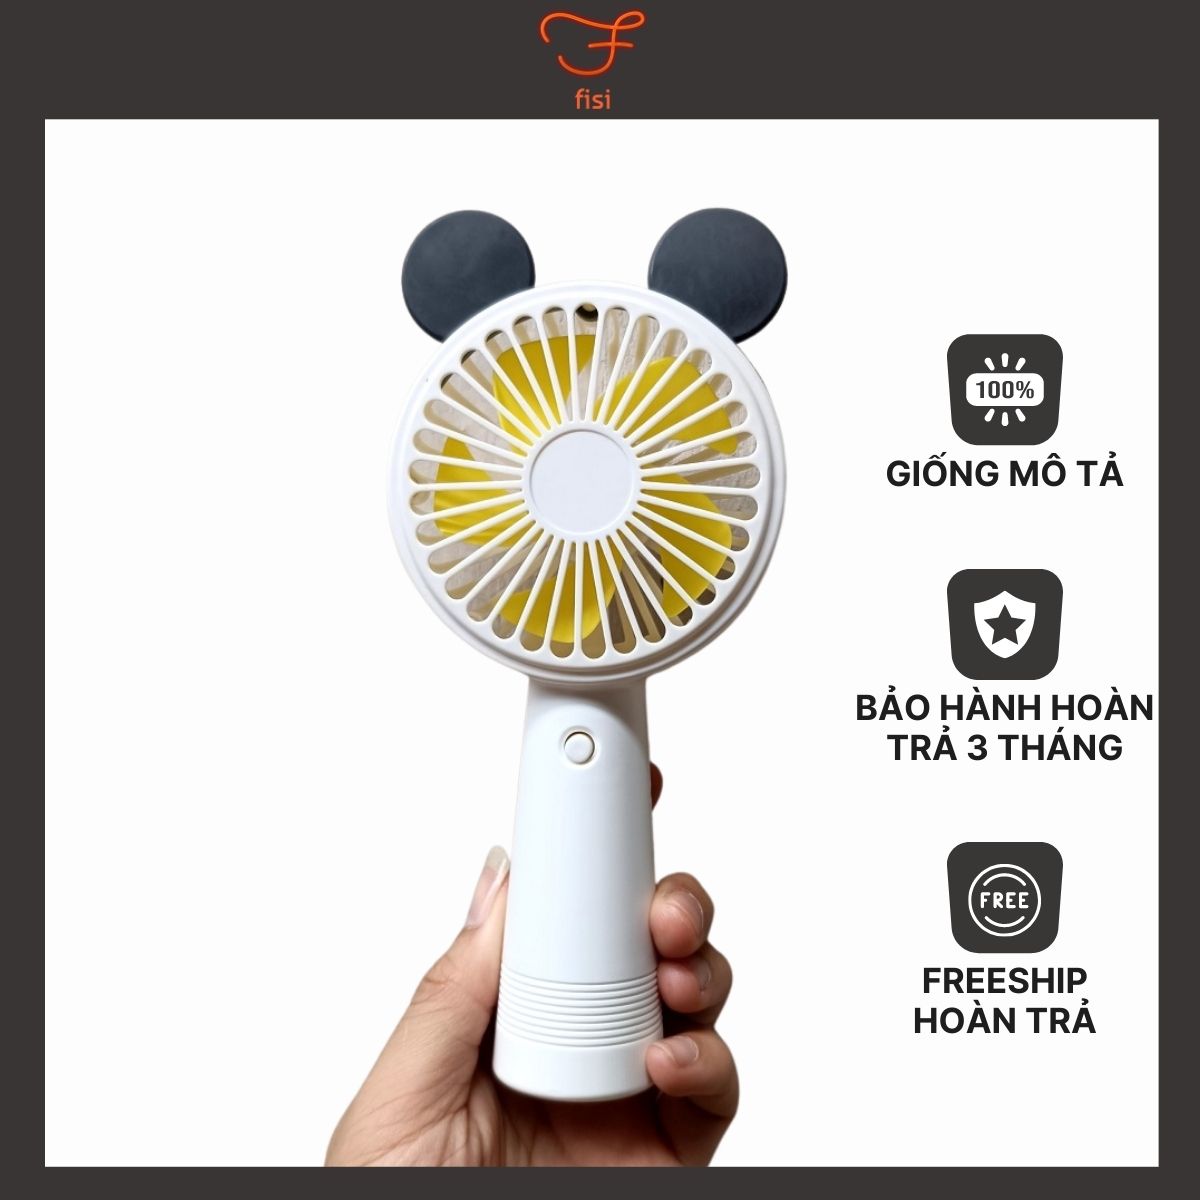 fisi
100%
GIỐNG MÔ TẢ
BẢO HÀNH HOÀN
TRẢ 3 THÁNG
FREE
FREESHIP
HOÀN TRẢ